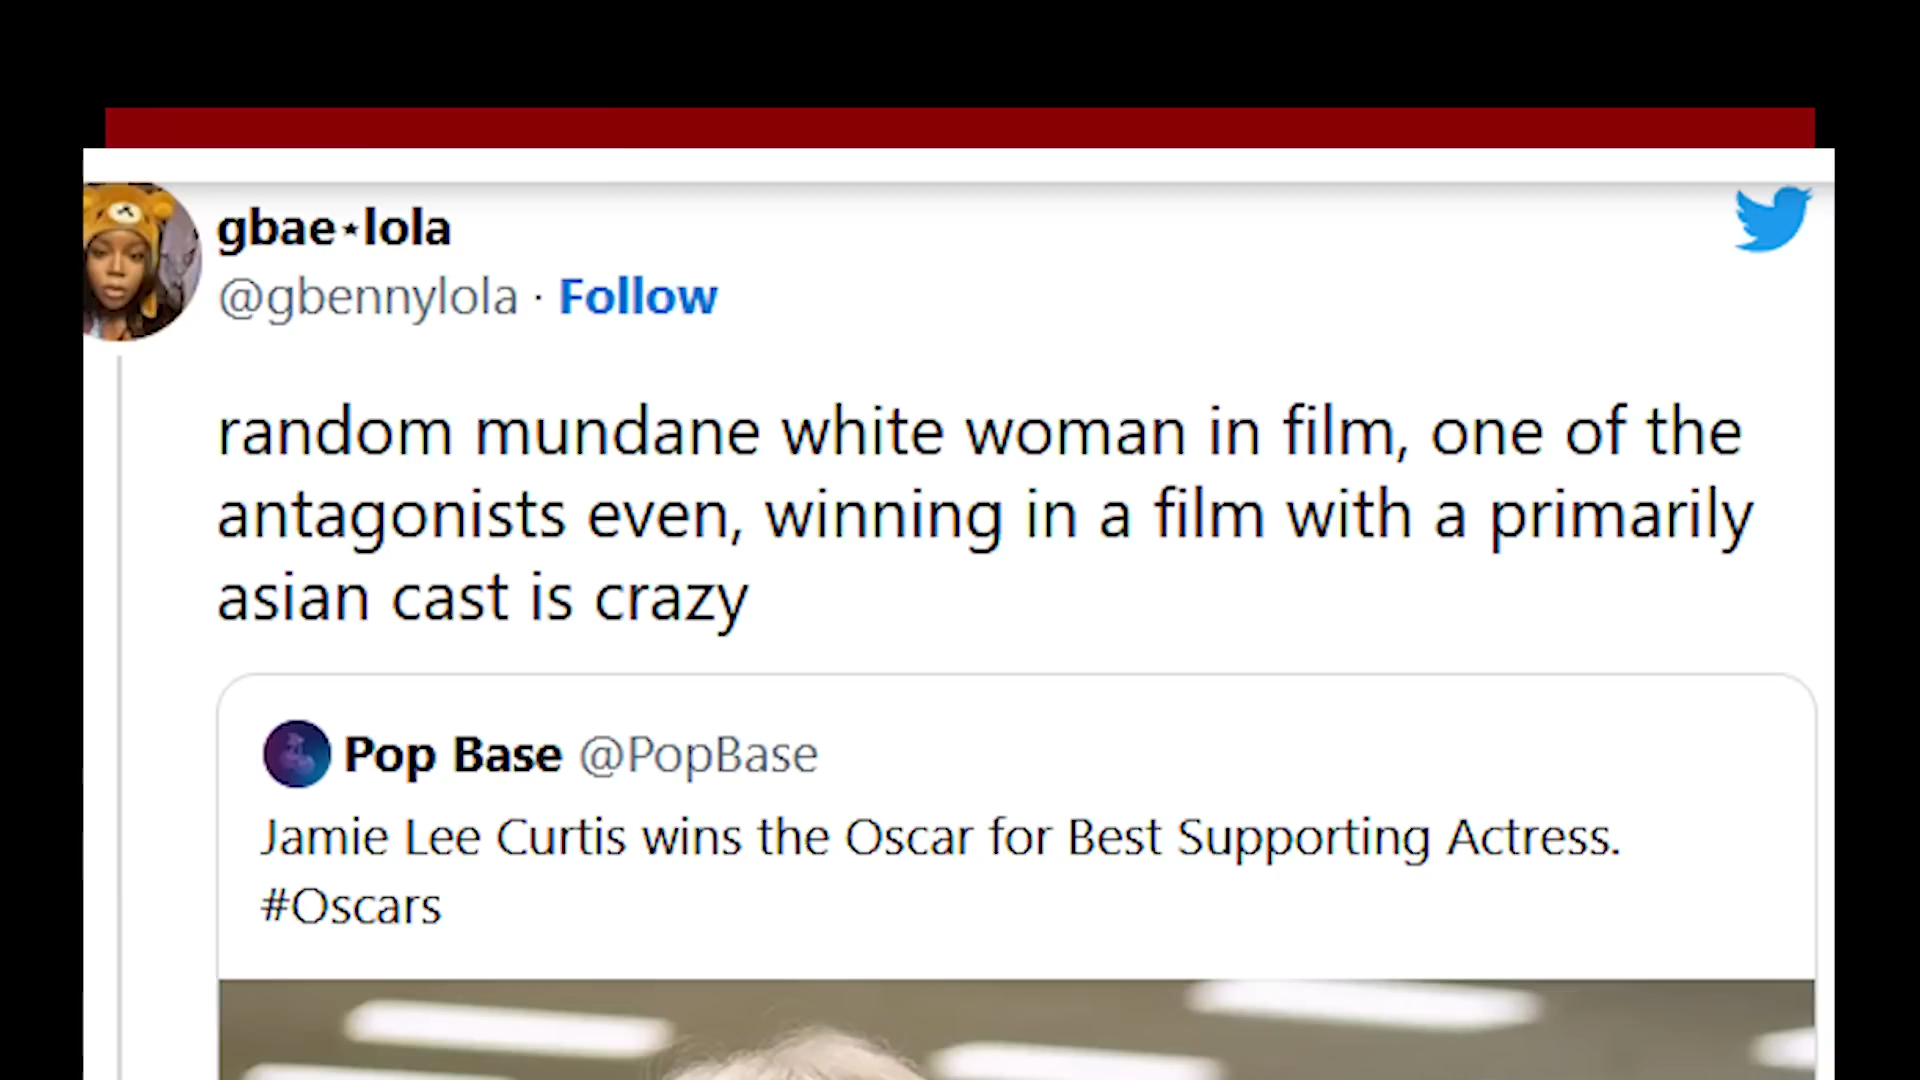 gbae⋆lola
@gbennylola · Follow
random mundane white woman in film, one of the
antagonists even, winning in a film with a primarily
asian cast is crazy
Pop Base @PopBase
Jamie Lee Curtis wins the Oscar for Best Supporting Actress.
#Oscars